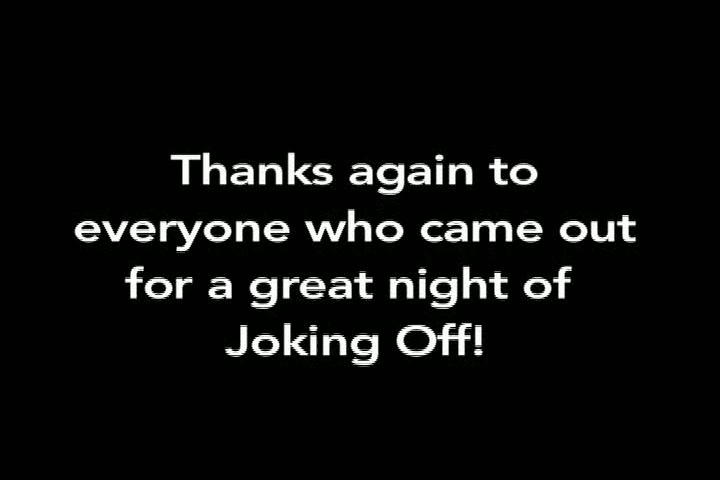 Thanks again to
everyone who came out
for a great night of
Joking Off!